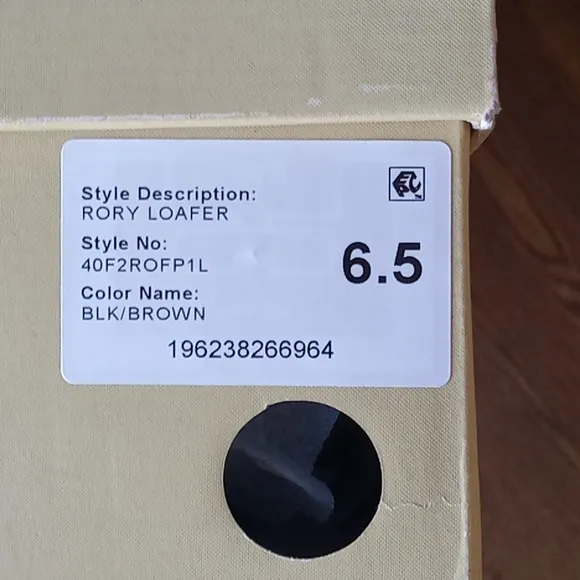 Style Description:
RORY LOAFER
Style No:
40F2ROFP1L
Color Name:
BLK/BROWN
6.5
196238266964